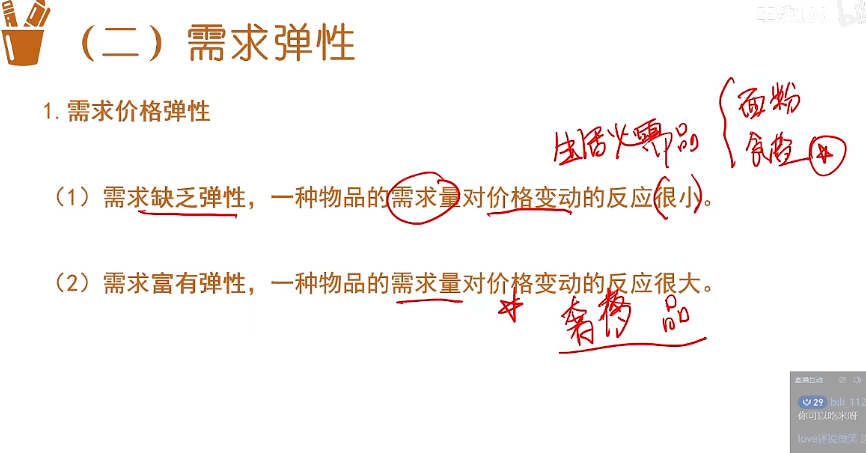 （二）需求弹性
1. 需求价格弹性
生活必需品
面粉
食盐
（1）需求缺乏弹性，一种物品的需求量对价格变动的反应很小。
（2）需求富有弹性，一种物品的需求量对价格变动的反应很大。
奢侈品
直播互动
29 bili_112
你可以吃米呀